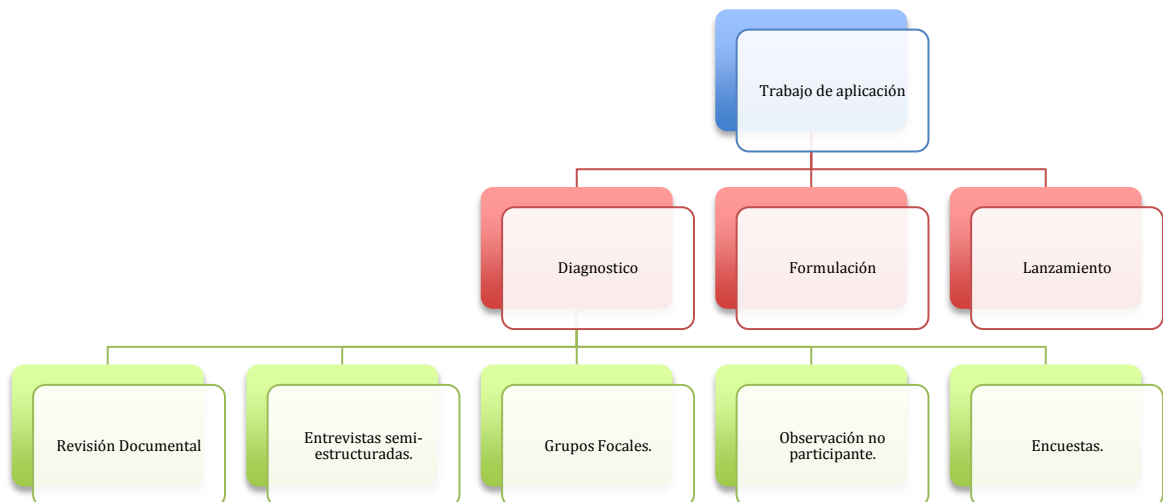 Trabajo de aplicación
Diagnostico
Formulación
Lanzamiento
Revisión Documental
Entrevistas semi-
estructuradas.
Grupos Focales.
Observación no
participante.
Encuestas.